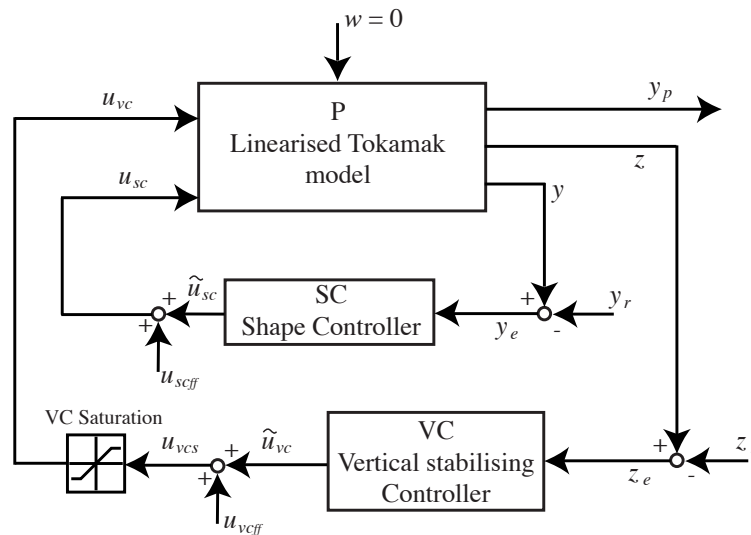 w = 0
u_vc
P
Linearised Tokamak
model
y_p
z
u_sc
y
+
ũ_sc
SC
Shape Controller
+
y_r
y_e
-
+
u_scff
VC Saturation
u_vcs
+
ũ_vc
VC
Vertical stabilising
Controller
+
z
z_e
-
+
u_vcff